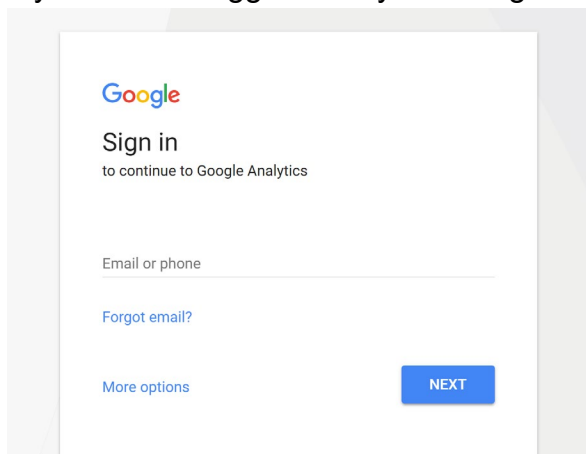 Google
Sign in
to continue to Google Analytics
Email or phone
Forgot email?
More options
NEXT